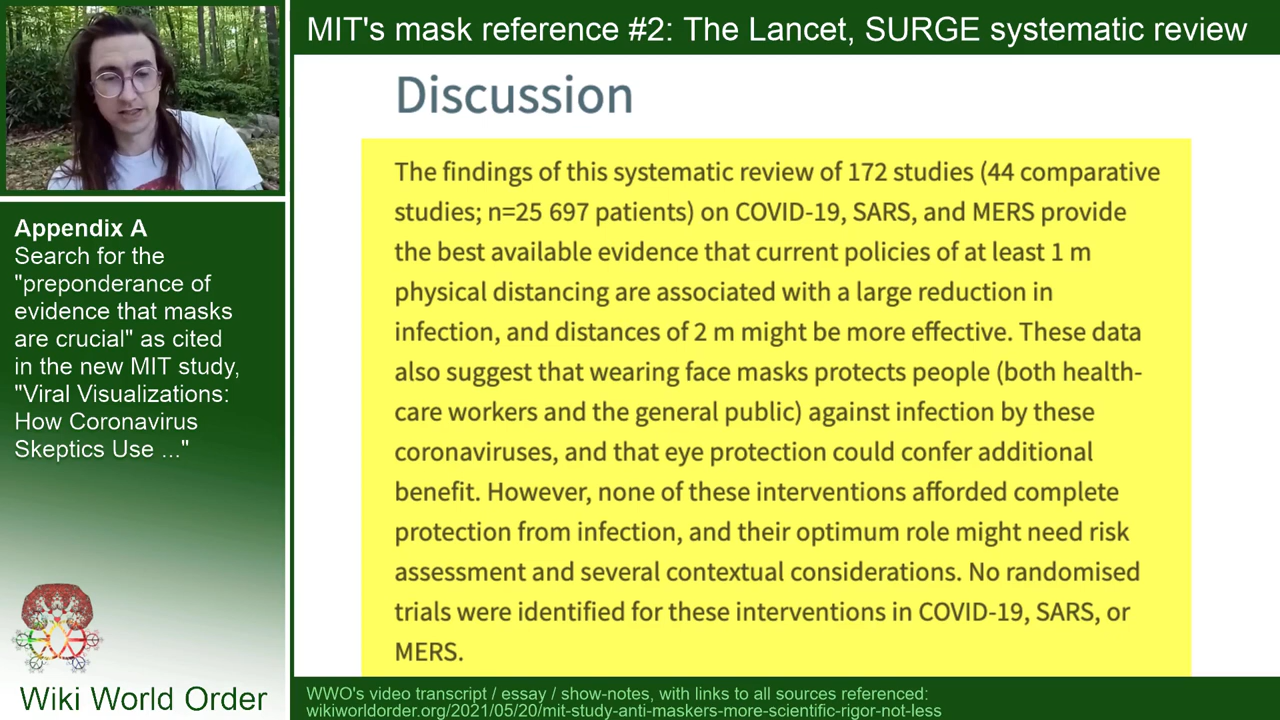 MIT's mask reference #2: The Lancet, SURGE systematic review
Discussion
The findings of this systematic review of 172 studies (44 comparative
studies; n=25 697 patients) on COVID-19, SARS, and MERS provide
the best available evidence that current policies of at least 1 m
physical distancing are associated with a large reduction in
infection, and distances of 2 m might be more effective. These data
also suggest that wearing face masks protects people (both health-
care workers and the general public) against infection by these
coronaviruses, and that eye protection could confer additional
benefit. However, none of these interventions afforded complete
protection from infection, and their optimum role might need risk
assessment and several contextual considerations. No randomised
trials were identified for these interventions in COVID-19, SARS, or
MERS.
Appendix A
Search for the
"preponderance of
evidence that masks
are crucial" as cited
in the new MIT study,
"Viral Visualizations:
How Coronavirus
Skeptics Use ..."
Wiki World Order
WWO's video transcript / essay / show-notes, with links to all sources referenced:
wikiworldorder.org/2021/05/20/mit-study-anti-maskers-more-scientific-rigor-not-less